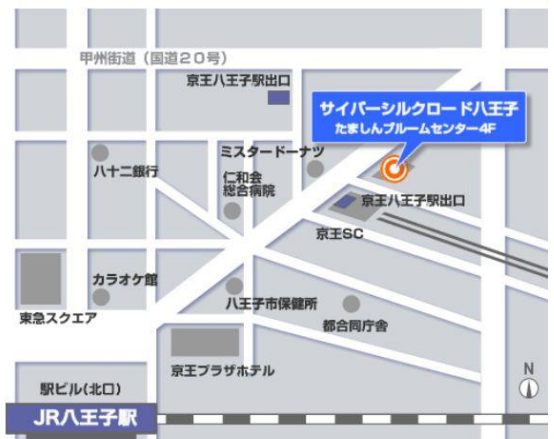 甲州街道（国道２０号）
京王八王子駅出口
サイバーシルクロード八王子
たましんブルームセンター4F
八十二銀行
ミスタードーナツ
仁和会
総合病院
京王八王子駅出口
京王SC
カラオケ館
八王子市保健所
東急スクエア
都合同庁舎
京王プラザホテル
N
駅ビル(北口)
JR八王子駅